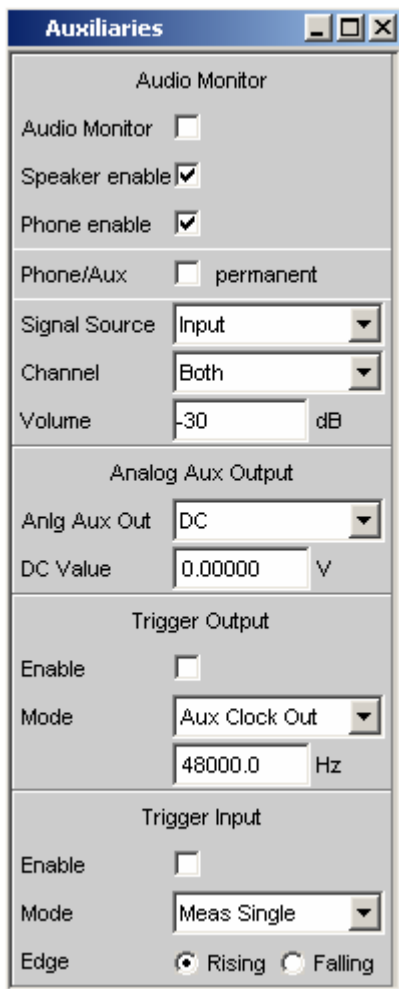 Auxiliaries
Audio Monitor
Audio Monitor
Speaker enable
Phone enable
Phone/Aux permanent
Signal Source Input
Channel Both
Volume -30 dB
Analog Aux Output
Anlg Aux Out DC
DC Value 0.00000 V
Trigger Output
Enable
Mode Aux Clock Out
48000.0 Hz
Trigger Input
Enable
Mode Meas Single
Edge Rising Falling